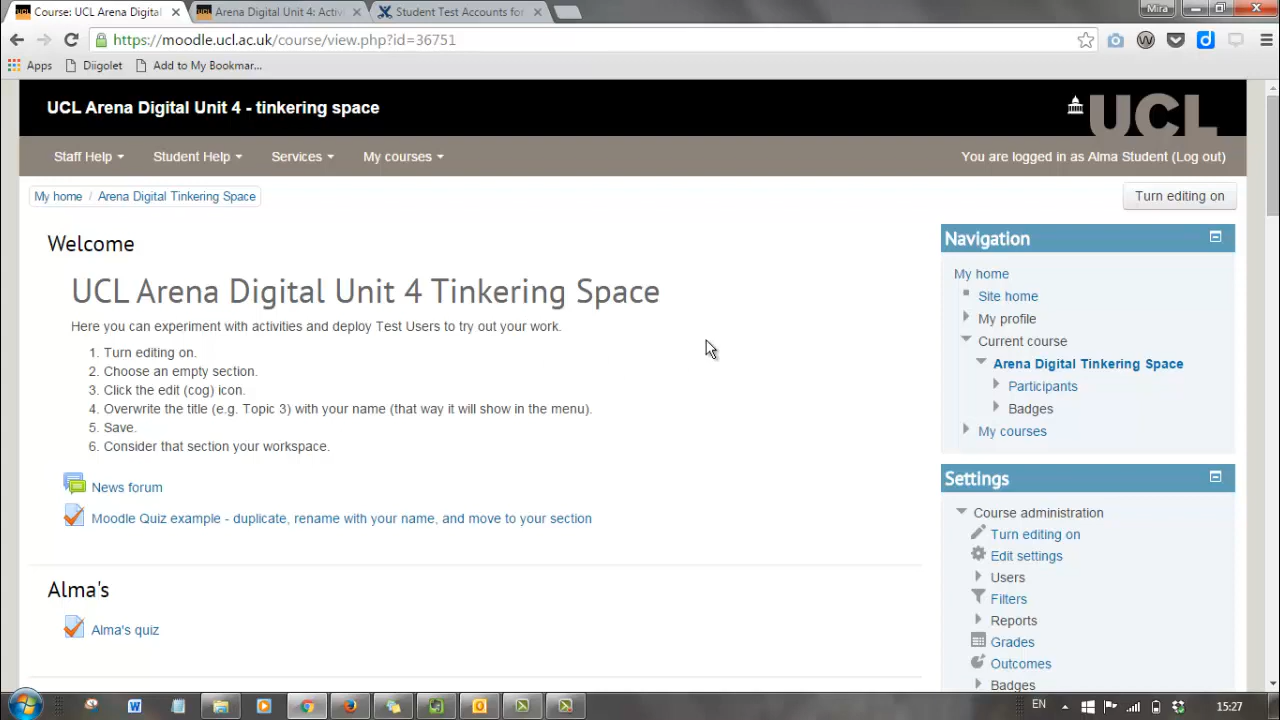 Course: UCL Arena Digital
Arena Digital Unit 4: Activi
Student Test Accounts for
Mira
https://moodle.ucl.ac.uk/course/view.php?id=36751
Apps
Diigolet
Add to My Bookmar...
UCL Arena Digital Unit 4 - tinkering space
UCL
Staff Help
Student Help
Services
My courses
You are logged in as Alma Student (Log out)
My home / Arena Digital Tinkering Space
Turn editing on
Welcome
UCL Arena Digital Unit 4 Tinkering Space
Here you can experiment with activities and deploy Test Users to try out your work.
1. Turn editing on.
2. Choose an empty section.
3. Click the edit (cog) icon.
4. Overwrite the title (e.g. Topic 3) with your name (that way it will show in the menu).
5. Save.
6. Consider that section your workspace.
News forum
Moodle Quiz example - duplicate, rename with your name, and move to your section
Alma's
Alma's quiz
Navigation
My home
Site home
My profile
Current course
Arena Digital Tinkering Space
Participants
Badges
My courses
Settings
Course administration
Turn editing on
Edit settings
Users
Filters
Reports
Grades
Outcomes
Badges
EN
15:27